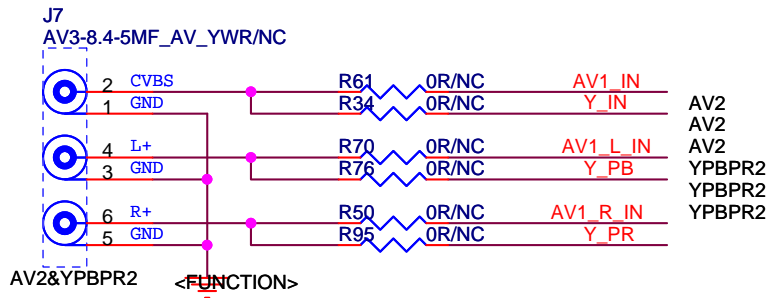 J7
AV3-8.4-5MF_AV_YWR/NC
2 CVBS R61 0R/NC AV1_IN
1 GND R34 0R/NC Y_IN AV2
AV2
4 L+ R70 0R/NC AV1_L_IN AV2
3 GND R76 0R/NC Y_PB YPBPR2
YPBPR2
6 R+ R50 0R/NC AV1_R_IN YPBPR2
5 GND R95 0R/NC Y_PR
AV2&YPBPR2 <FUNCTION>